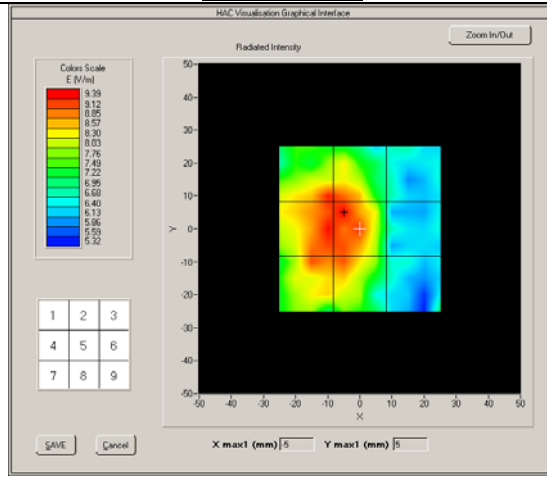 HAC Visualisation Graphical Interface
Zoom In/Out
Radiated Intensity
Colors Scale
E (V/m)
9.39
9.12
8.85
8.57
8.30
8.03
7.76
7.49
7.22
6.95
6.68
6.40
6.13
5.86
5.59
5.32
50
40
30
20
10
0
-10
-20
-30
-40
-50
Y
-50 -40 -30 -20 -10 0 10 20 30 40 50
X
1 2 3
4 5 6
7 8 9
SAVE Cancel
X max1 (mm) -5 Y max1 (mm) 5